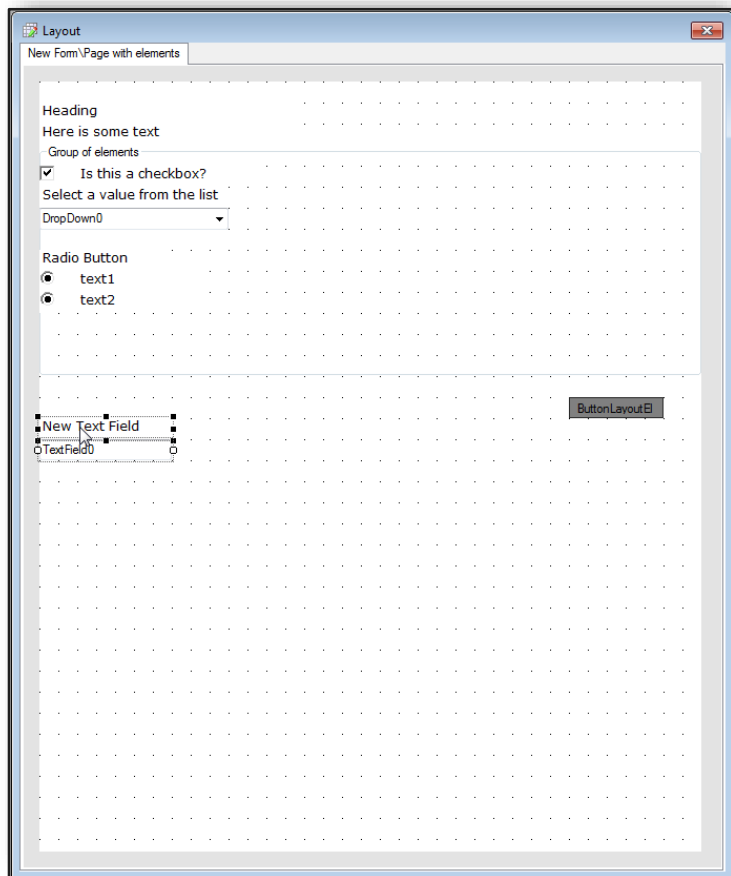 Layout
New Form\Page with elements
Heading
Here is some text
Group of elements
Is this a checkbox?
Select a value from the list
DropDown0
Radio Button
text1
text2
ButtonLayoutEl
New Text Field
TextField0